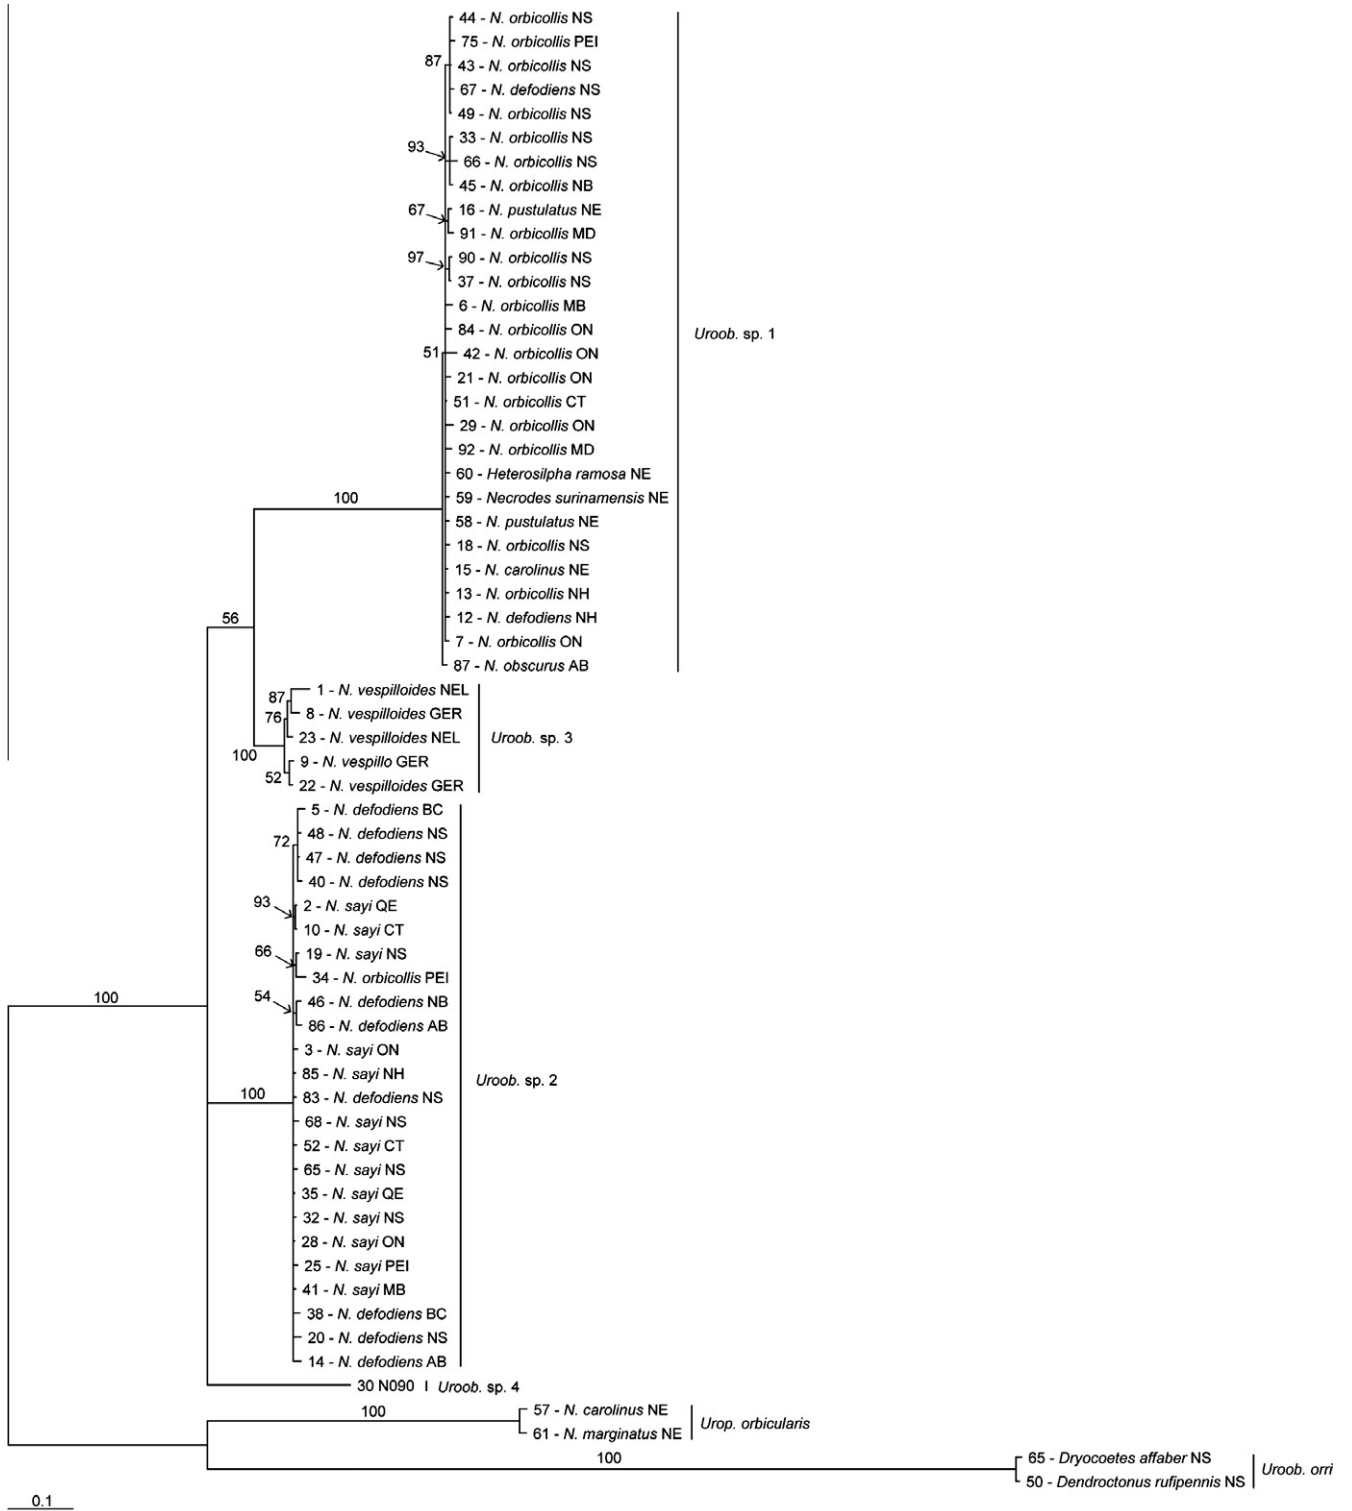 44 - N. orbicollis NS
75 - N. orbicollis PEI
87
43 - N. orbicollis NS
67 - N. defodiens NS
49 - N. orbicollis NS
33 - N. orbicollis NS
93
66 - N. orbicollis NS
45 - N. orbicollis NB
67
16 - N. pustulatus NE
91 - N. orbicollis MD
97
90 - N. orbicollis NS
37 - N. orbicollis NS
6 - N. orbicollis MB
84 - N. orbicollis ON
Uroob. sp. 1
51
42 - N. orbicollis ON
21 - N. orbicollis ON
51 - N. orbicollis CT
29 - N. orbicollis ON
92 - N. orbicollis MD
60 - Heterosilpha ramosa NE
100
59 - Necrodes surinamensis NE
58 - N. pustulatus NE
18 - N. orbicollis NS
15 - N. carolinus NE
13 - N. orbicollis NH
56
12 - N. defodiens NH
7 - N. orbicollis ON
87 - N. obscurus AB
87
1 - N. vespilloides NEL
76
8 - N. vespilloides GER
23 - N. vespilloides NEL
Uroob. sp. 3
100
9 - N. vespillo GER
52
22 - N. vespilloides GER
5 - N. defodiens BC
72
48 - N. defodiens NS
47 - N. defodiens NS
40 - N. defodiens NS
93
2 - N. sayi QE
10 - N. sayi CT
66
19 - N. sayi NS
34 - N. orbicollis PEI
54
46 - N. defodiens NB
100
86 - N. defodiens AB
3 - N. sayi ON
85 - N. sayi NH
Uroob. sp. 2
100
83 - N. defodiens NS
68 - N. sayi NS
52 - N. sayi CT
65 - N. sayi NS
35 - N. sayi QE
32 - N. sayi NS
28 - N. sayi ON
25 - N. sayi PEI
41 - N. sayi MB
38 - N. defodiens BC
20 - N. defodiens NS
14 - N. defodiens AB
30 N090 I Uroob. sp. 4
100
57 - N. carolinus NE
Urop. orbicularis
61 - N. marginatus NE
100
65 - Dryocoetes affaber NS
Uroob. orri
50 - Dendroctonus rufipennis NS
0.1